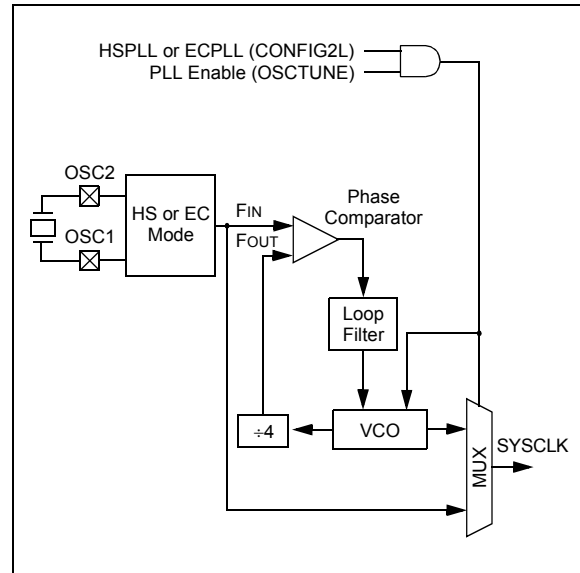 HSPLL or ECPLL (CONFIG2L)
PLL Enable (OSCTUNE)
OSC2
OSC1
HS or EC
Mode
FIN
FOUT
Phase
Comparator
Loop
Filter
÷4
VCO
MUX
SYSCLK